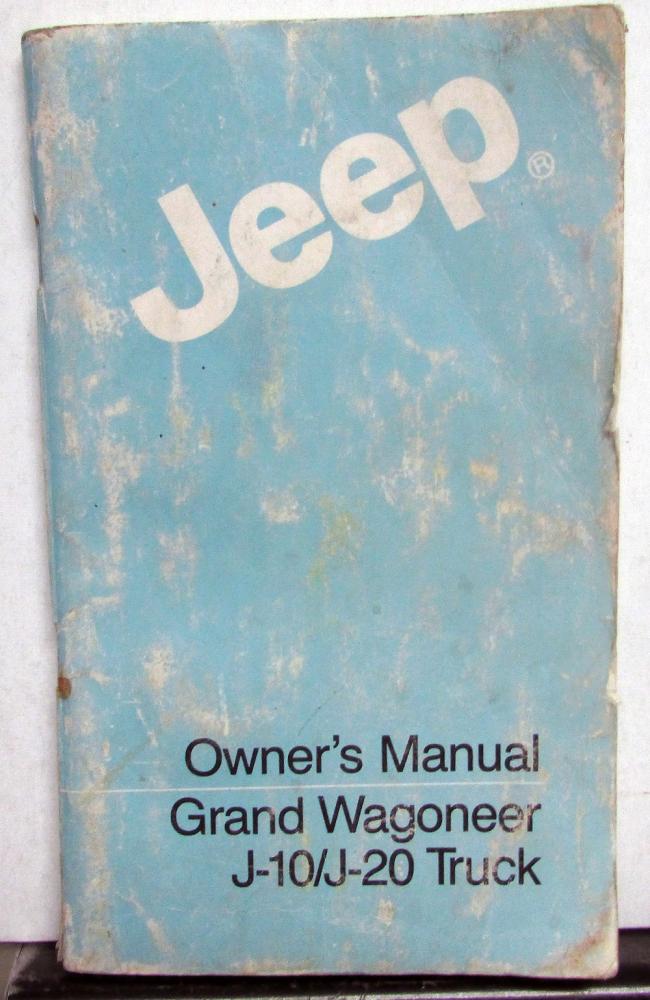 Jeep®
Owner's Manual
Grand Wagoneer
J-10/J-20 Truck